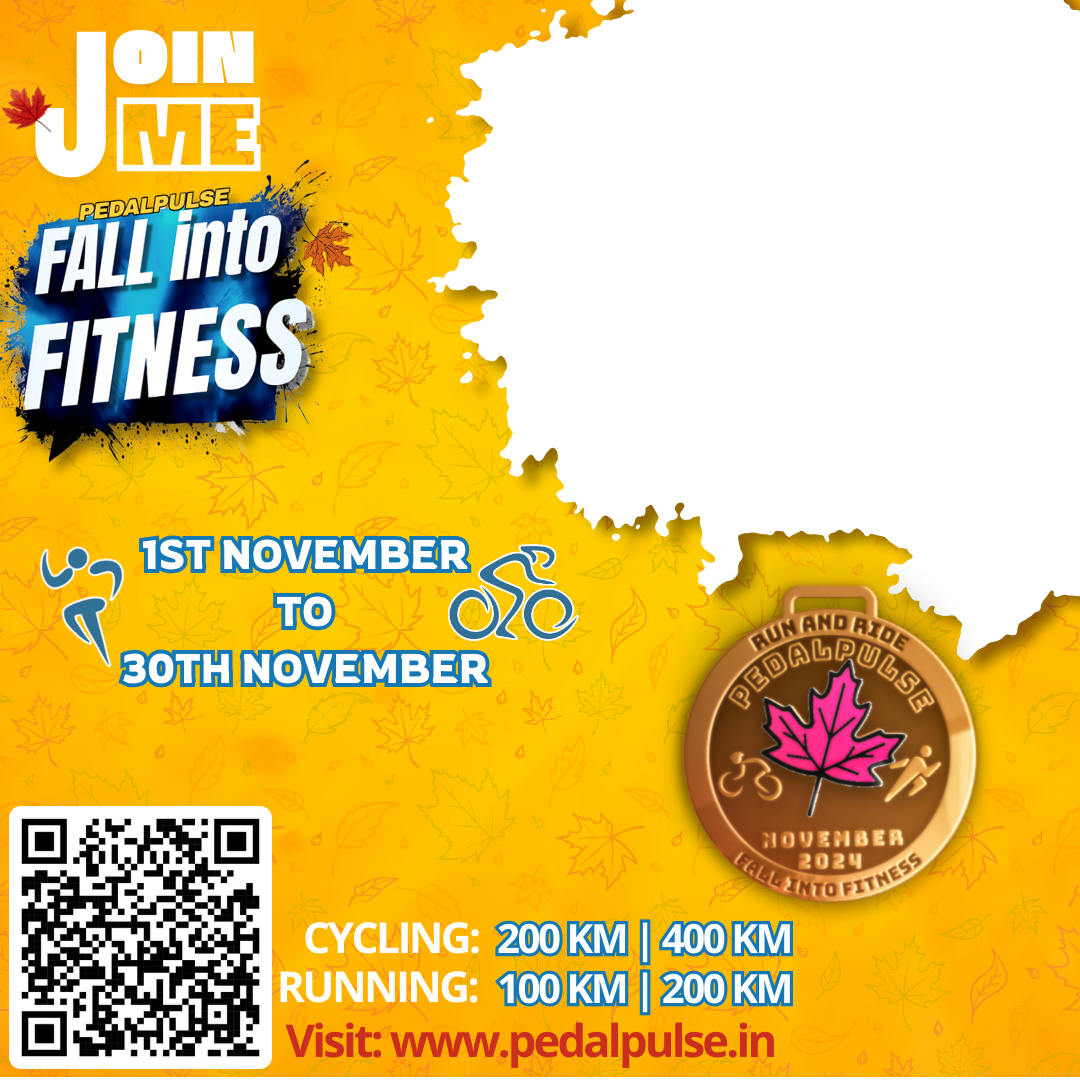 JOIN
ME
PEDALPULSE
FALL into
FITNESS
1ST NOVEMBER
TO
30TH NOVEMBER
RUN AND RIDE
PEDALPULSE
NOVEMBER
2024
FALL INTO FITNESS
CYCLING: 200 KM | 400 KM
RUNNING: 100 KM | 200 KM
Visit: www.pedalpulse.in